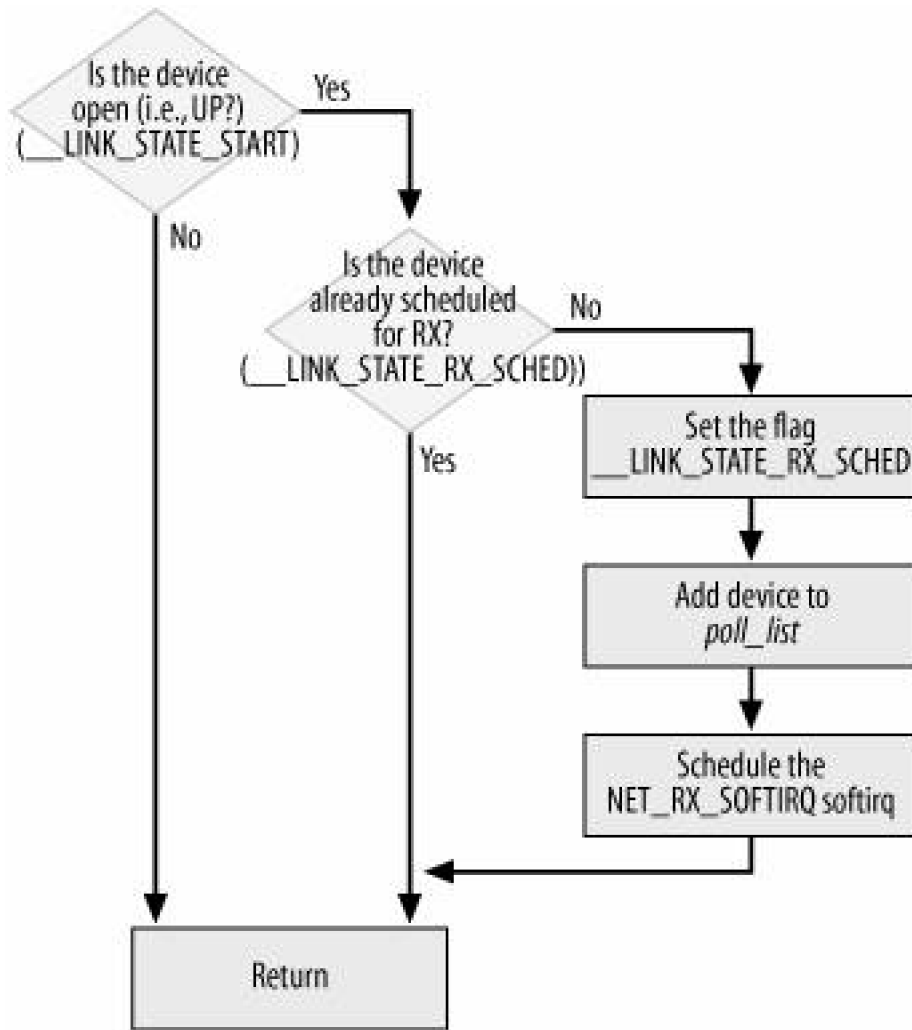 Is the device
open (i.e., UP?)
(__LINK_STATE_START)
Yes
No
Is the device
already scheduled
for RX?
(__LINK_STATE_RX_SCHED))
No
Yes
Set the flag
__LINK_STATE_RX_SCHED
Add device to
poll_list
Schedule the
NET_RX_SOFTIRQ softirq
Return